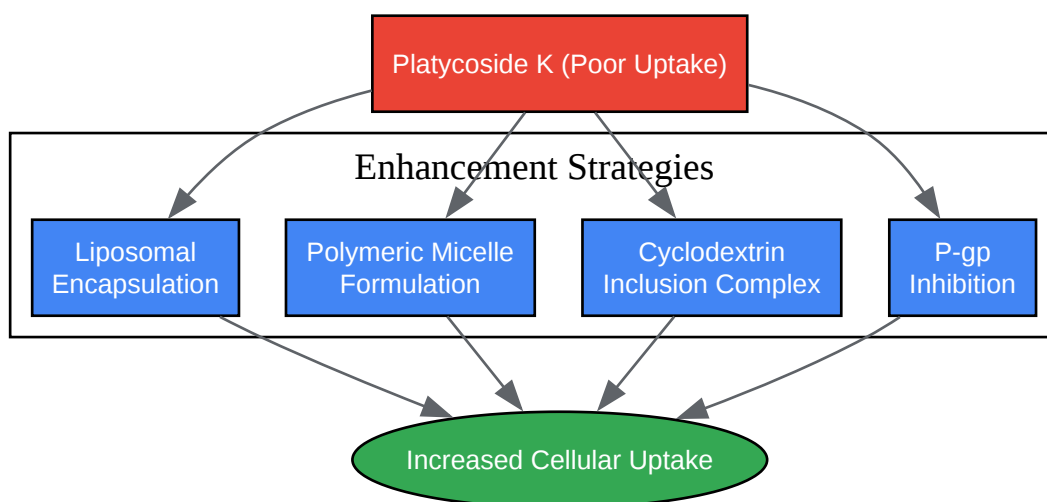 Platycoside K (Poor Uptake)
Enhancement Strategies
Liposomal
Encapsulation
Polymeric Micelle
Formulation
Cyclodextrin
Inclusion Complex
P-gp
Inhibition
Increased Cellular Uptake